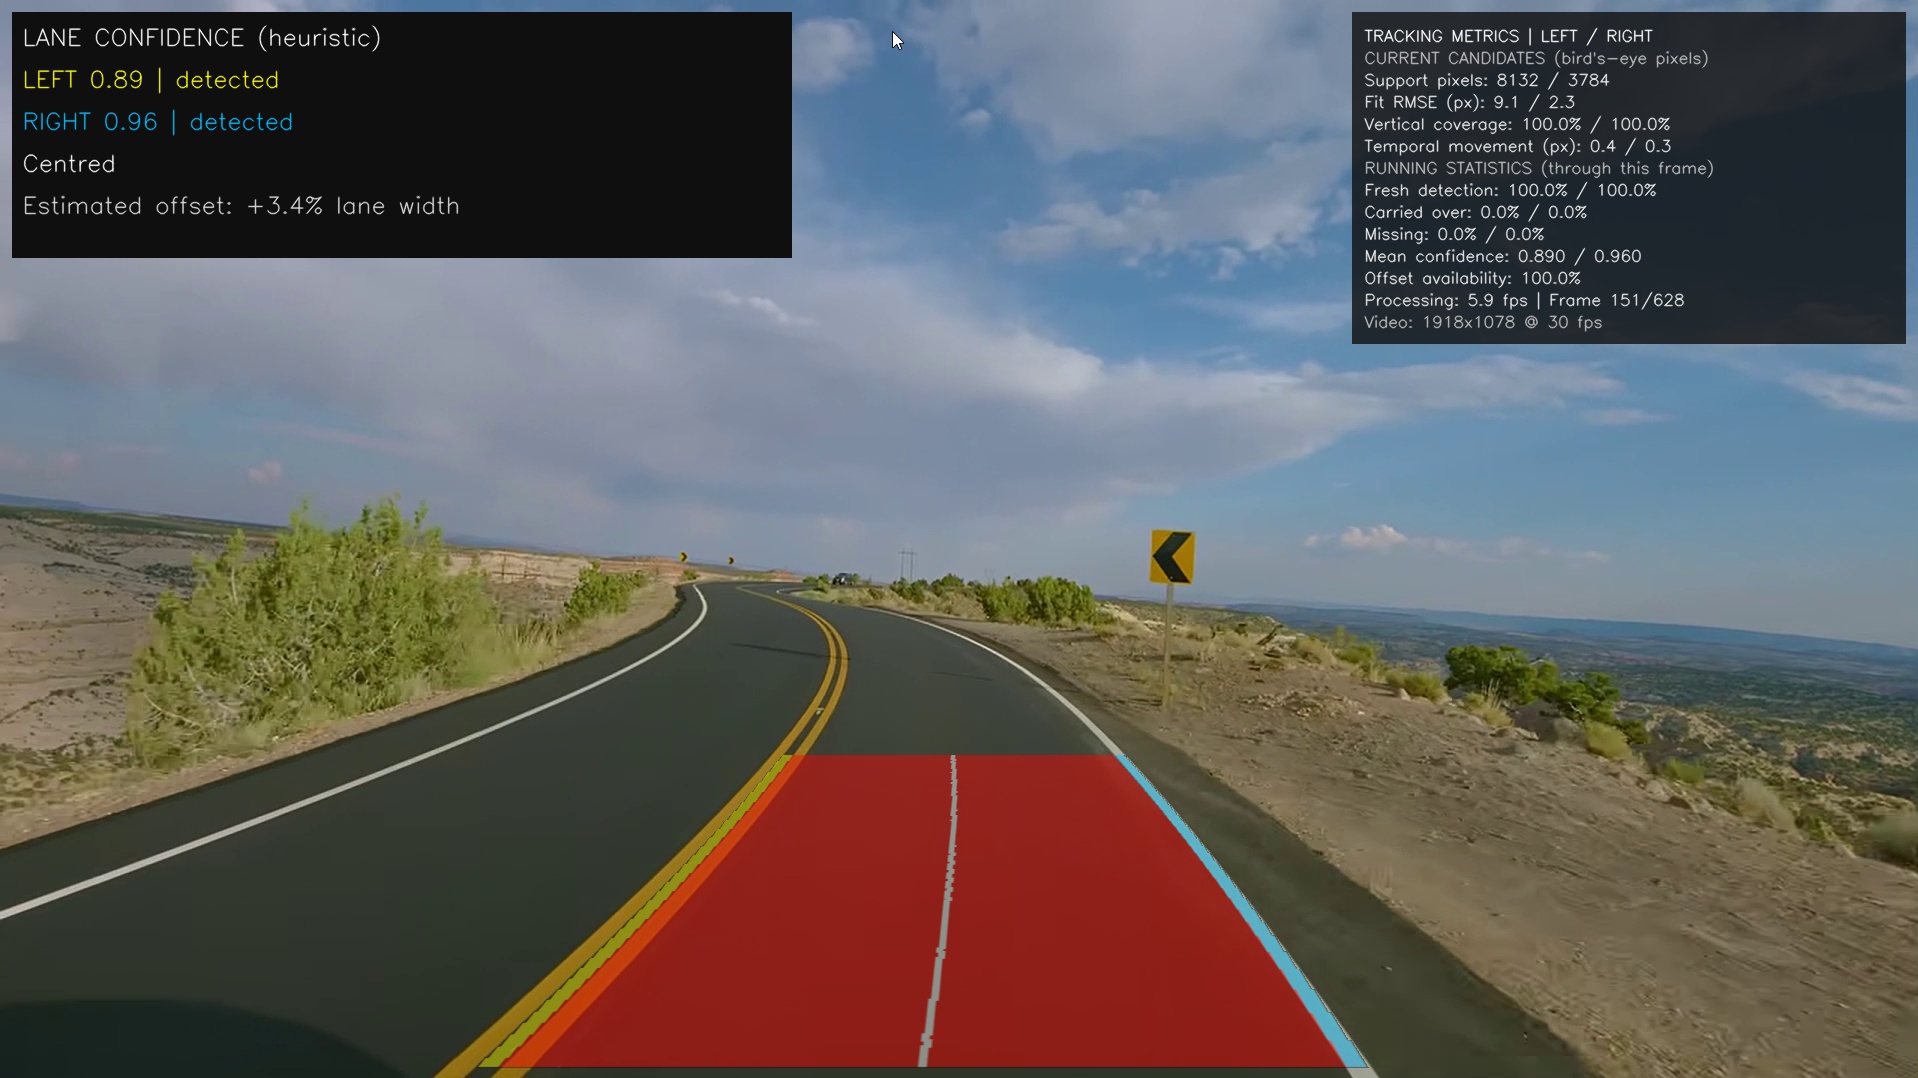 LANE CONFIDENCE (heuristic)
LEFT 0.89 | detected
RIGHT 0.96 | detected
Centred
Estimated offset: +3.4% lane width
TRACKING METRICS | LEFT / RIGHT
CURRENT CANDIDATES (bird's-eye pixels)
Support pixels: 8132 / 3784
Fit RMSE (px): 9.1 / 2.3
Vertical coverage: 100.0% / 100.0%
Temporal movement (px): 0.4 / 0.3
RUNNING STATISTICS (through this frame)
Fresh detection: 100.0% / 100.0%
Carried over: 0.0% / 0.0%
Missing: 0.0% / 0.0%
Mean confidence: 0.890 / 0.960
Offset availability: 100.0%
Processing: 5.9 fps | Frame 151/628
Video: 1918x1078 @ 30 fps